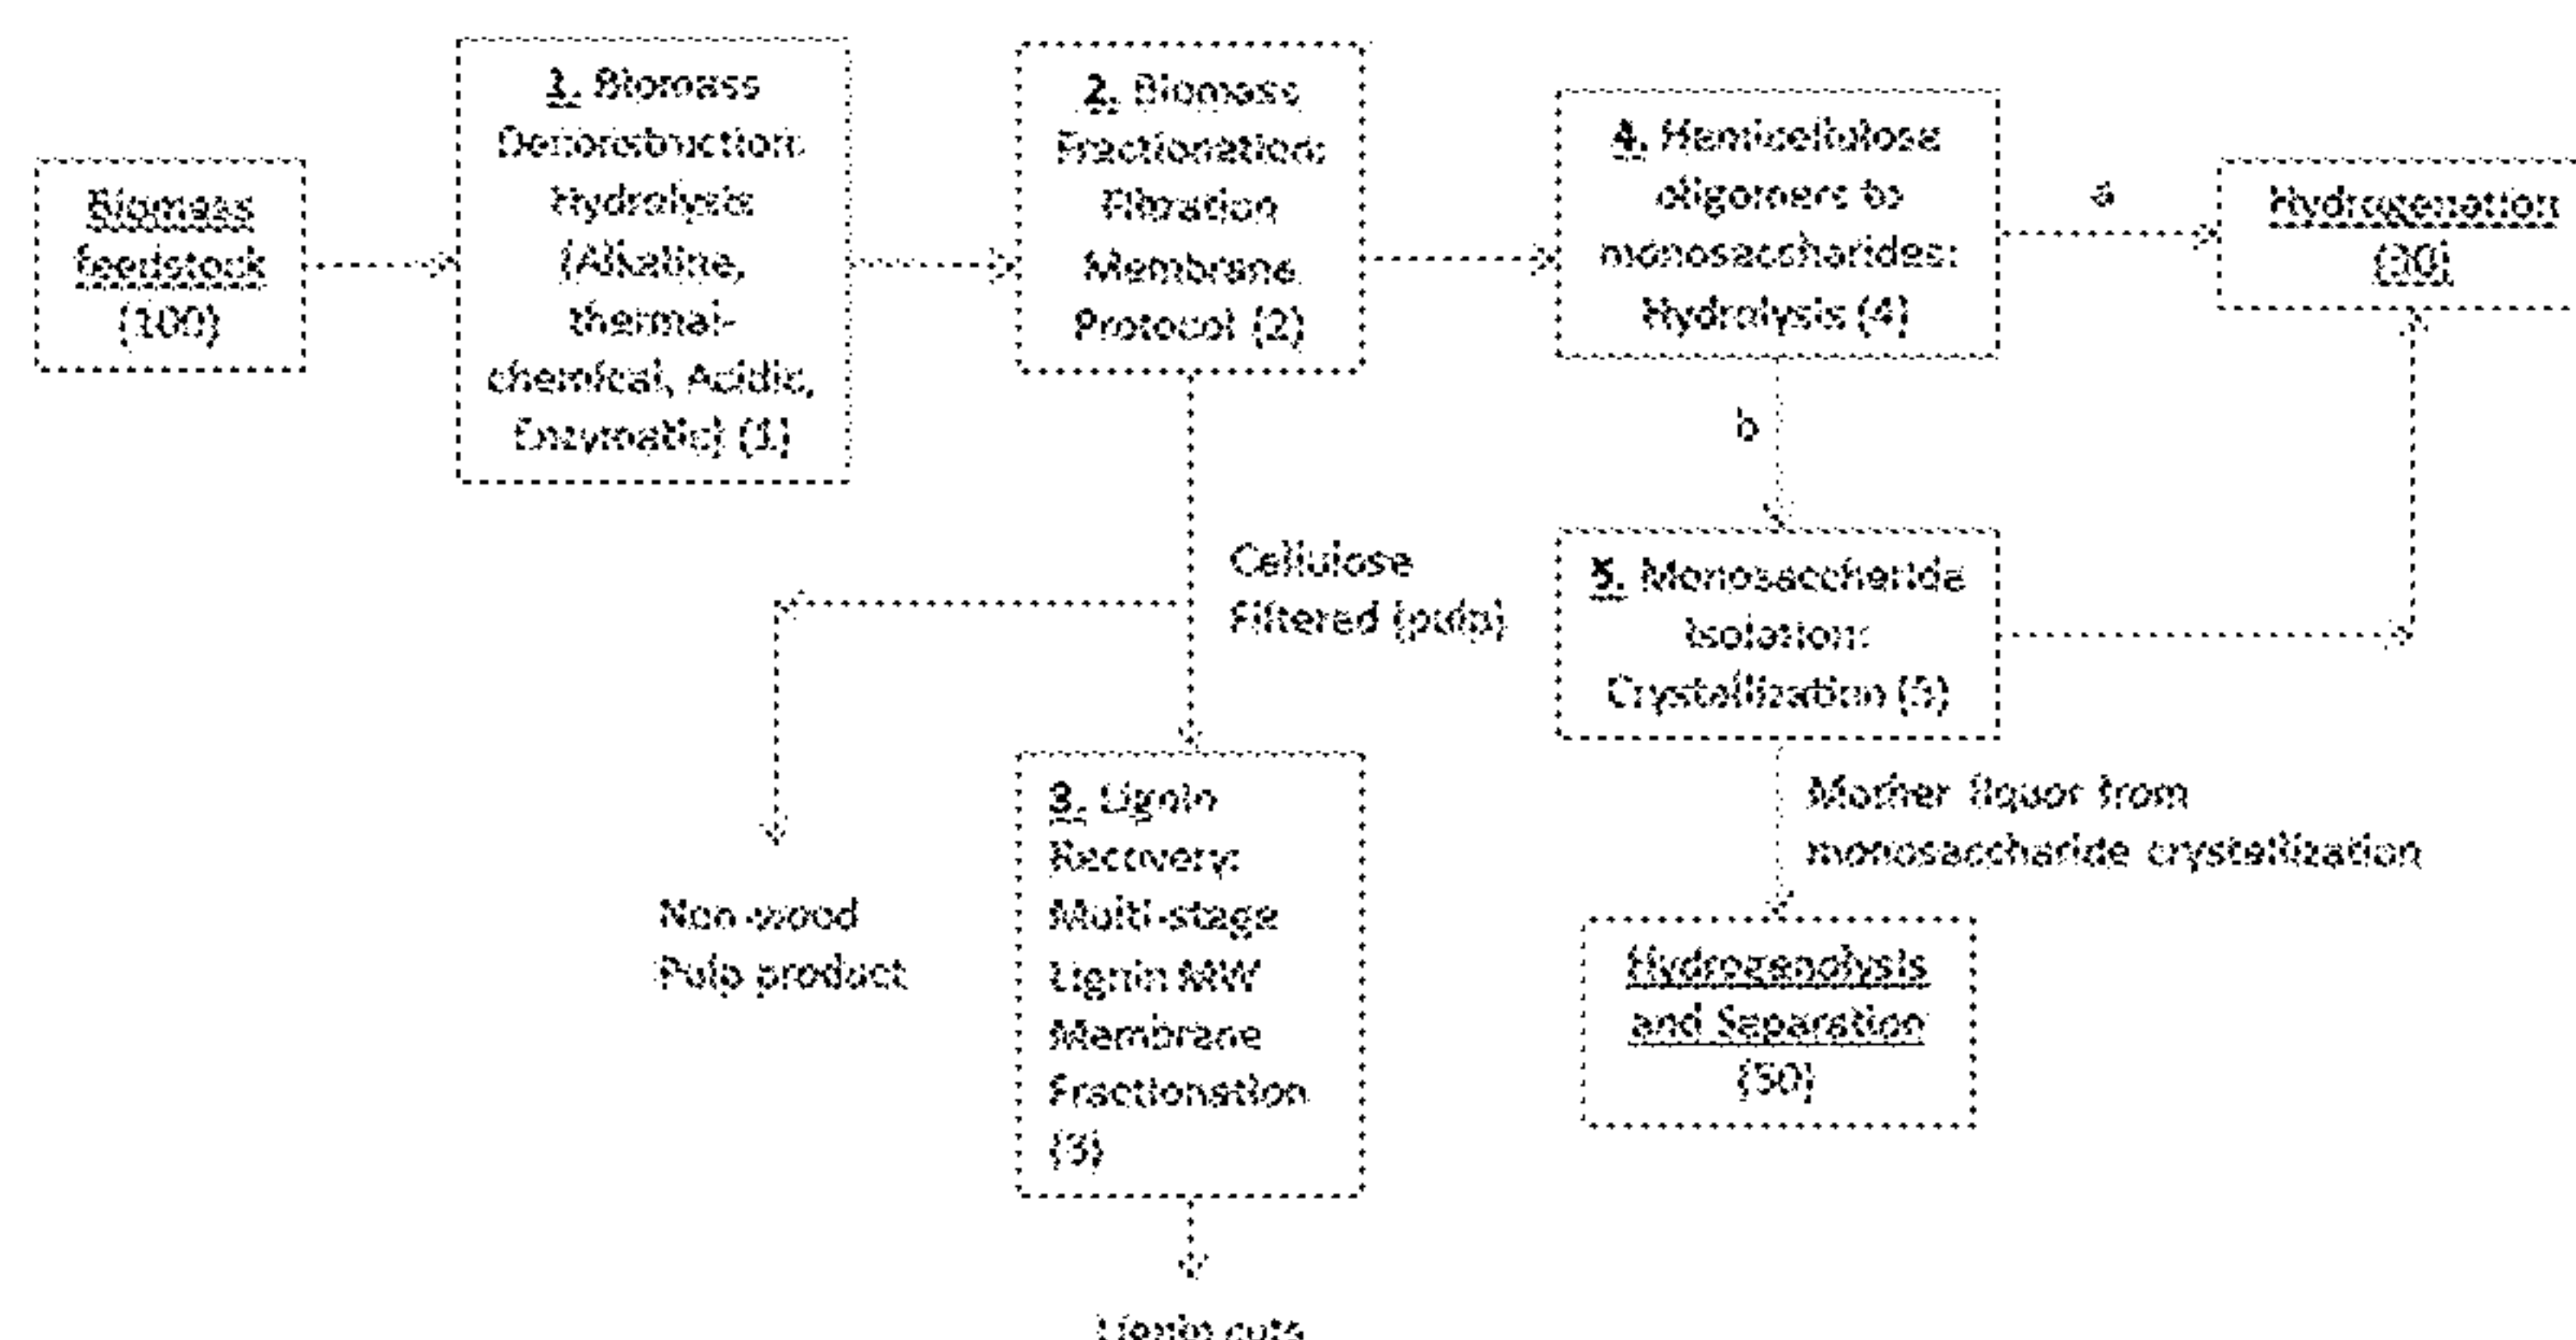 Biomass
feedstock
(100)
1. Biomass
Deconstruction:
Hydrolysis
(Alkaline,
thermal-
chemical, Acidic,
Enzymatic) (1)
2. Biomass
Fractionation:
Filtration
Membrane
Protocol (2)
4. Hemicellulose
oligomers to
monosaccharides:
Hydrolysis (4)
a
Hydrogenation
b
Cellulose
Filtered (pulp)
5. Monosaccharide
Isolation:
Crystallization (5)
Non-wood
Pulp product
3. Lignin
Recovery:
Multi-stage
Lignin MW
Membrane
Fractionation
(3)
Mother liquor from
monosaccharide crystallization
Hydrogenolysis
and Separation
(50)
Lignin cuts